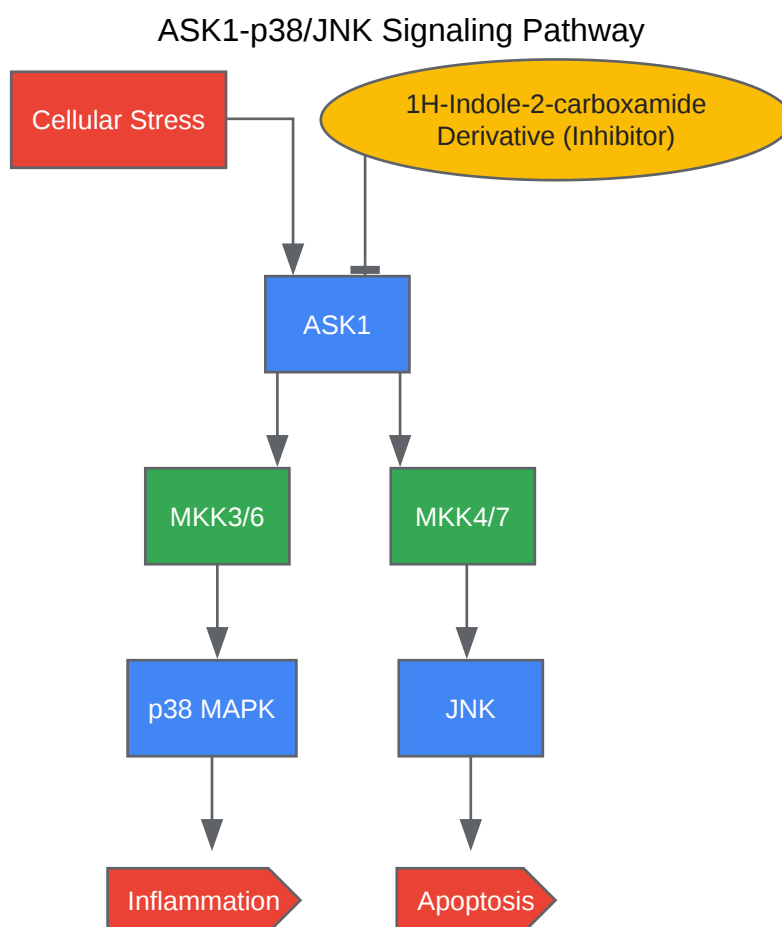 ASK1-p38/JNK Signaling Pathway
Cellular Stress
1H-Indole-2-carboxamide
Derivative (Inhibitor)
ASK1
MKK3/6
MKK4/7
p38 MAPK
JNK
Inflammation
Apoptosis